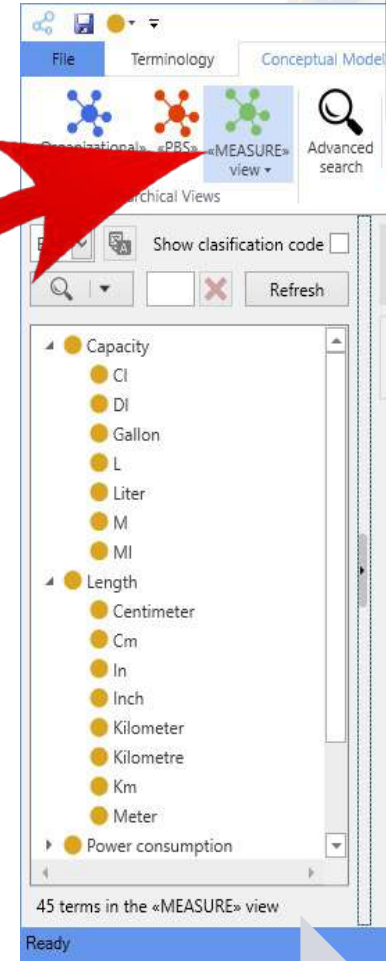 File Terminology Conceptual Model
«PBS» «MEASURE» Advanced
view search
Views
Show clasification code
Refresh
Capacity
Cl
Dl
Gallon
L
Liter
M
Ml
Length
Centimeter
Cm
In
Inch
Kilometer
Kilometre
Km
Meter
Power consumption
45 terms in the «MEASURE» view
Ready